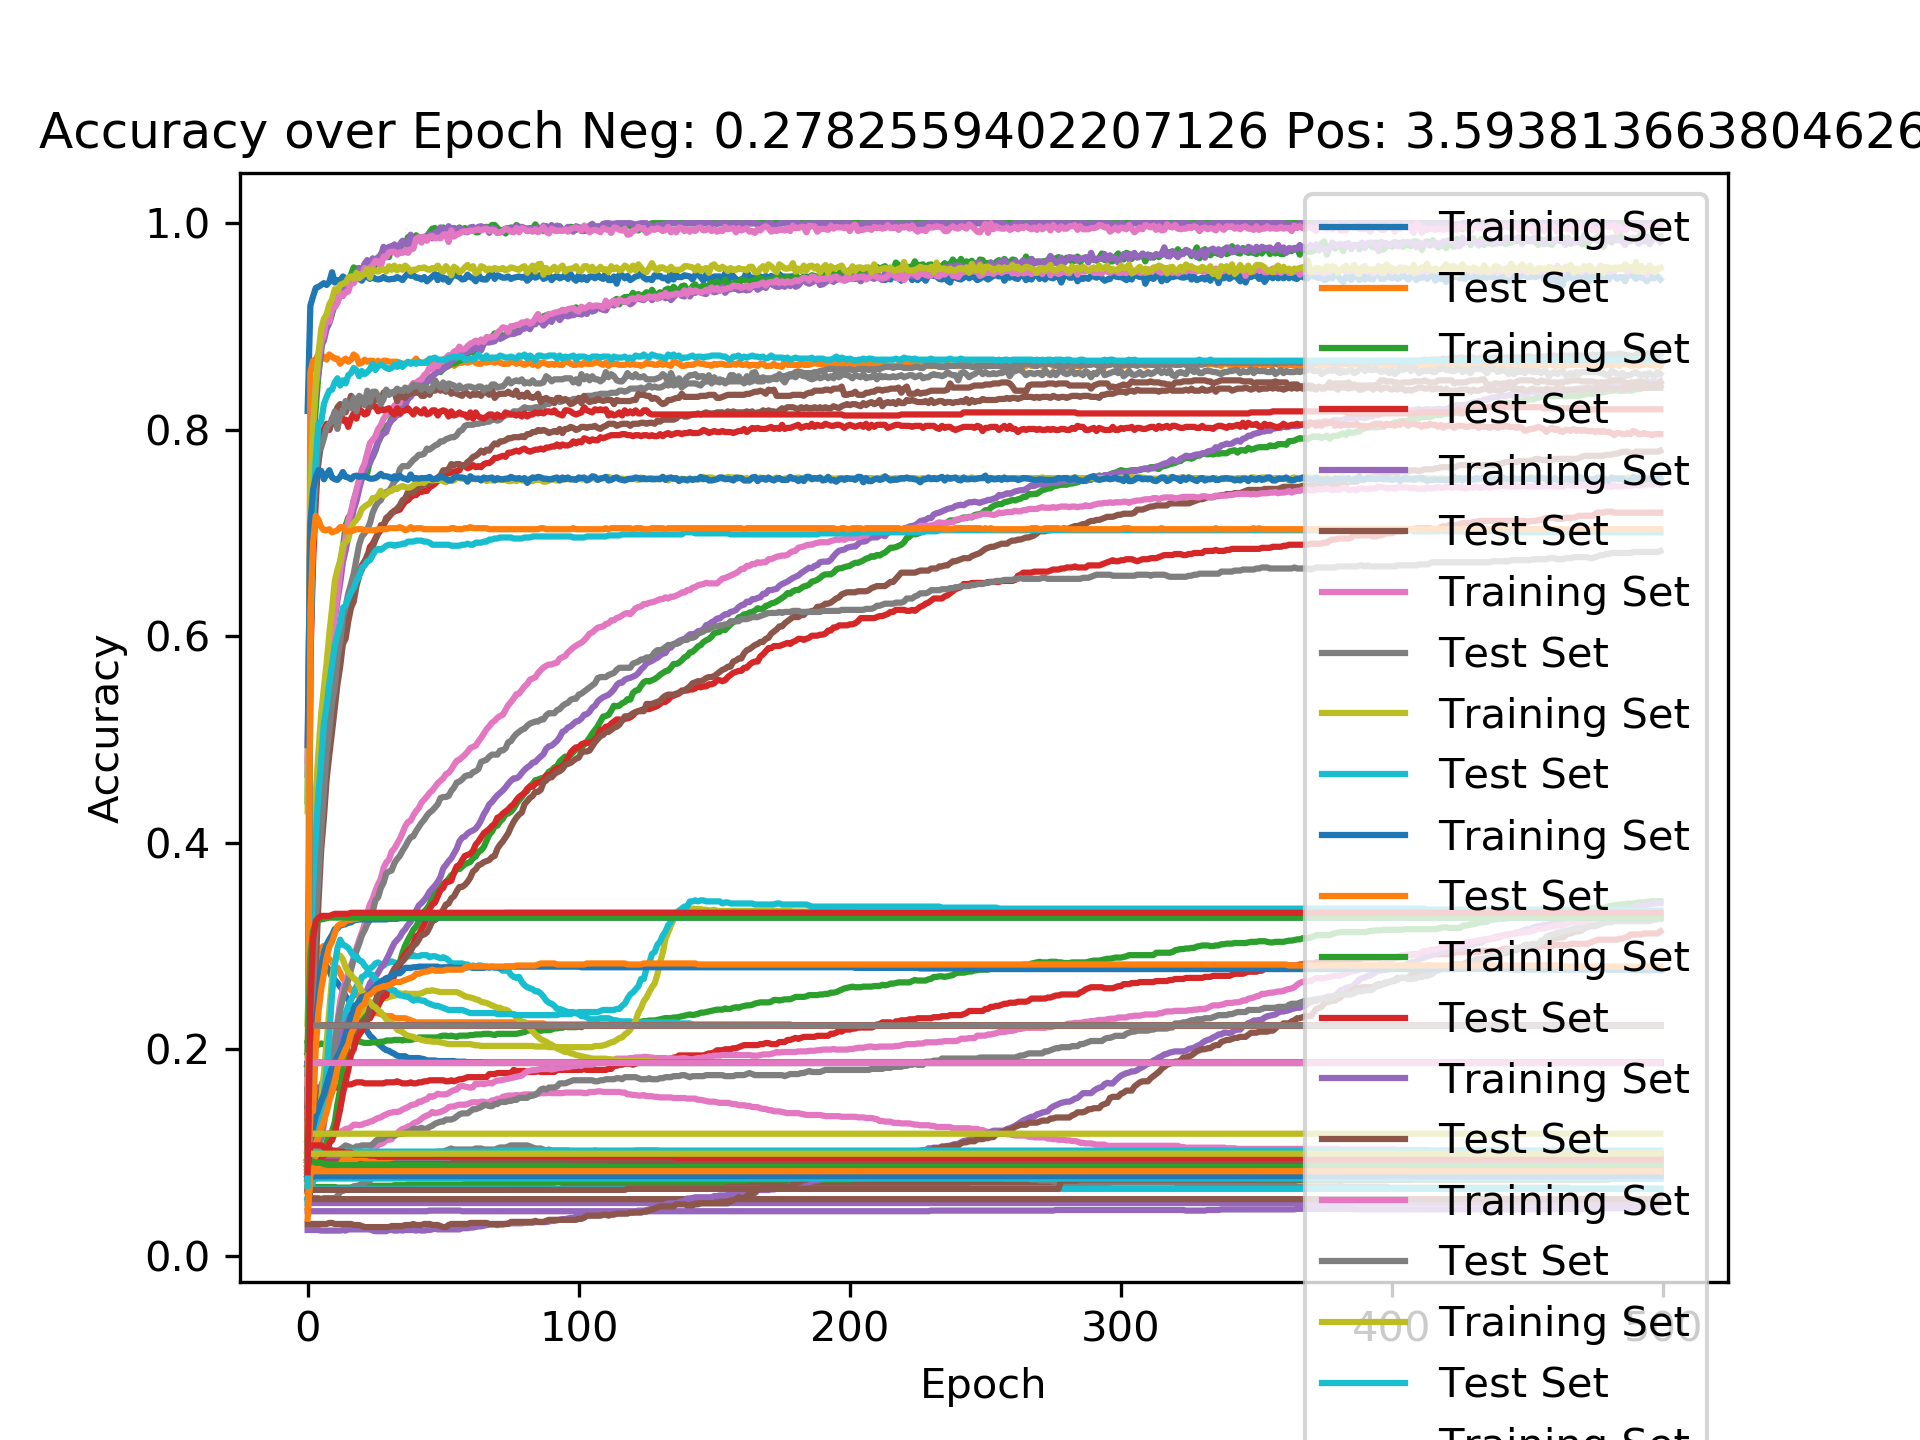 Accuracy over Epoch Neg: 0.2782559402207126 Pos: 3.593813663804626
1.0
0.8
0.6
0.4
0.2
0.0
Accuracy
0
100
200
300
400
500
Epoch
Training Set
Test Set
Training Set
Test Set
Training Set
Test Set
Training Set
Test Set
Training Set
Test Set
Training Set
Test Set
Training Set
Test Set
Training Set
Test Set
Training Set
Test Set
Training Set
Test Set
Training Set